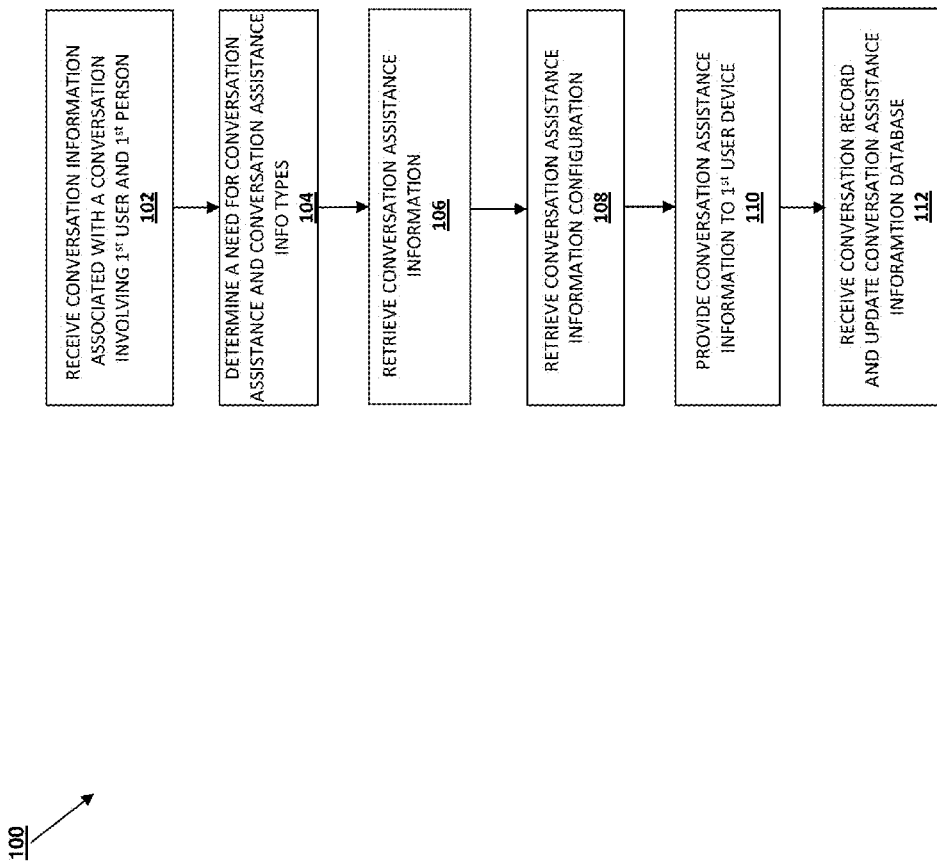 100
RECEIVE CONVERSATION INFORMATION
ASSOCIATED WITH A CONVERSATION
INVOLVING 1st USER AND 1st PERSON
102
DETERMINE A NEED FOR CONVERSATION
ASSISTANCE AND CONVERSATION ASSISTANCE
INFO TYPES
104
RETRIEVE CONVERSATION ASSISTANCE
INFORMATION
106
RETRIEVE CONVERSATION ASSISTANCE
INFORMATION CONFIGURATION
108
PROVIDE CONVERSATION ASSISTANCE
INFORMATION TO 1st USER DEVICE
110
RECEIVE CONVERSATION RECORD
AND UPDATE CONVERSATION ASSISTANCE
INFORAMTION DATABASE
112